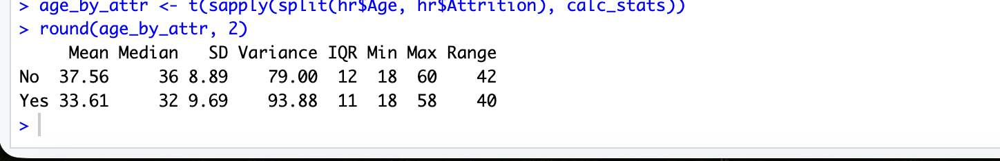 > age_by_attr <- t(sapply(split(hr$Age, hr$Attrition), calc_stats))
> round(age_by_attr, 2)
Mean Median SD Variance IQR Min Max Range
No 37.56 36 8.89 79.00 12 18 60 42
Yes 33.61 32 9.69 93.88 11 18 58 40
>